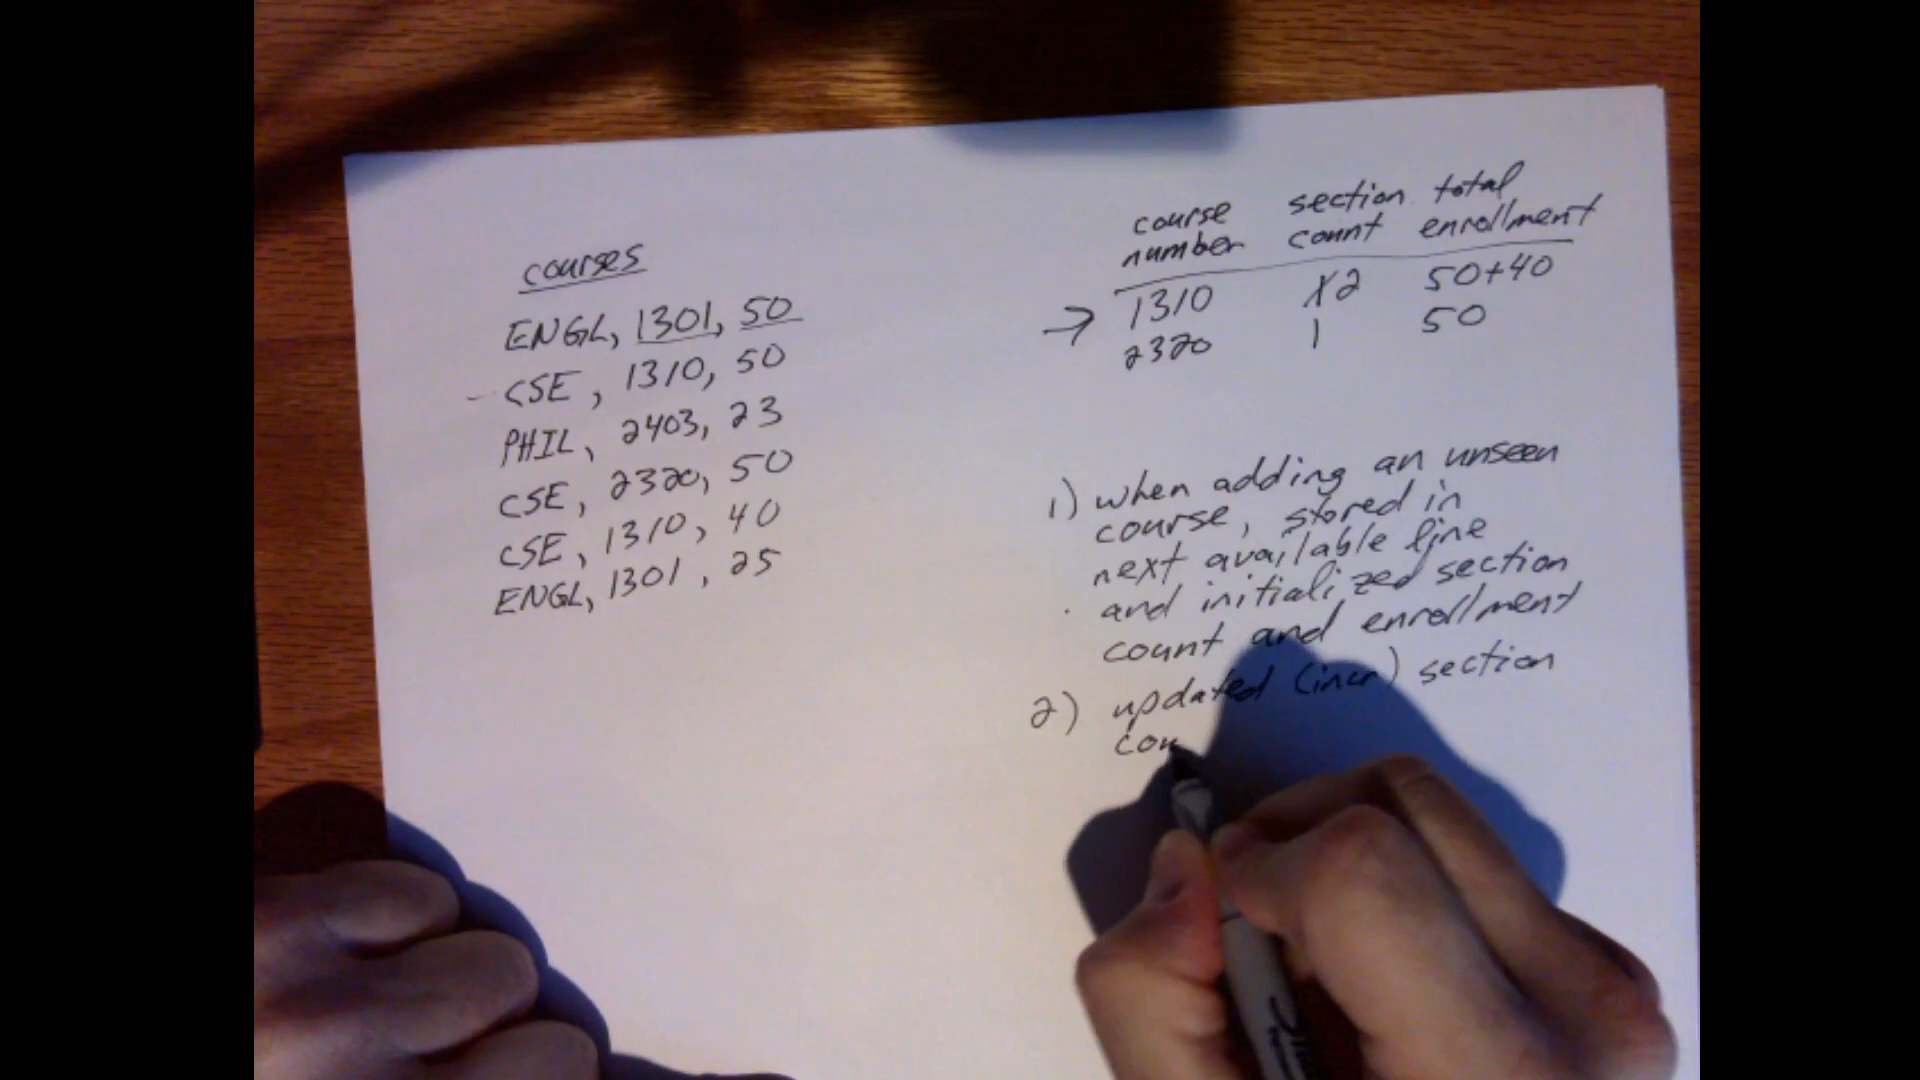 courses
ENGL, 1301, 50
- CSE, 1310, 50
PHIL, 2403, 23
CSE, 2320, 50
CSE, 1310, 40
ENGL, 1301, 25
course number section count total enrollment
→ 1310 1 2 50+40
2320 1 50
1) when adding an unseen
course, stored in
next available line
and initialized section
count and enrollment
2) updated (incr) section
cou